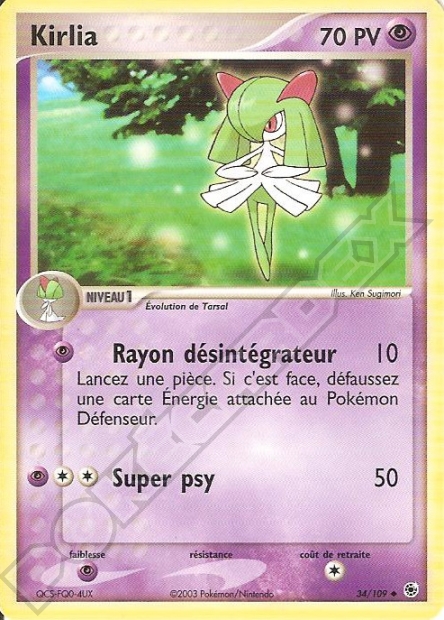 Kirlia 70 PV
Illus. Ken Sugimori
NIVEAU 1
Évolution de Tarsal
Rayon désintégrateur 10
Lancez une pièce. Si c'est face, défaussez
une carte Énergie attachée au Pokémon
Défenseur.
Super psy 50
faiblesse résistance coût de retraite
QCS-FQ0-4UX ©2003 Pokémon/Nintendo 34/109